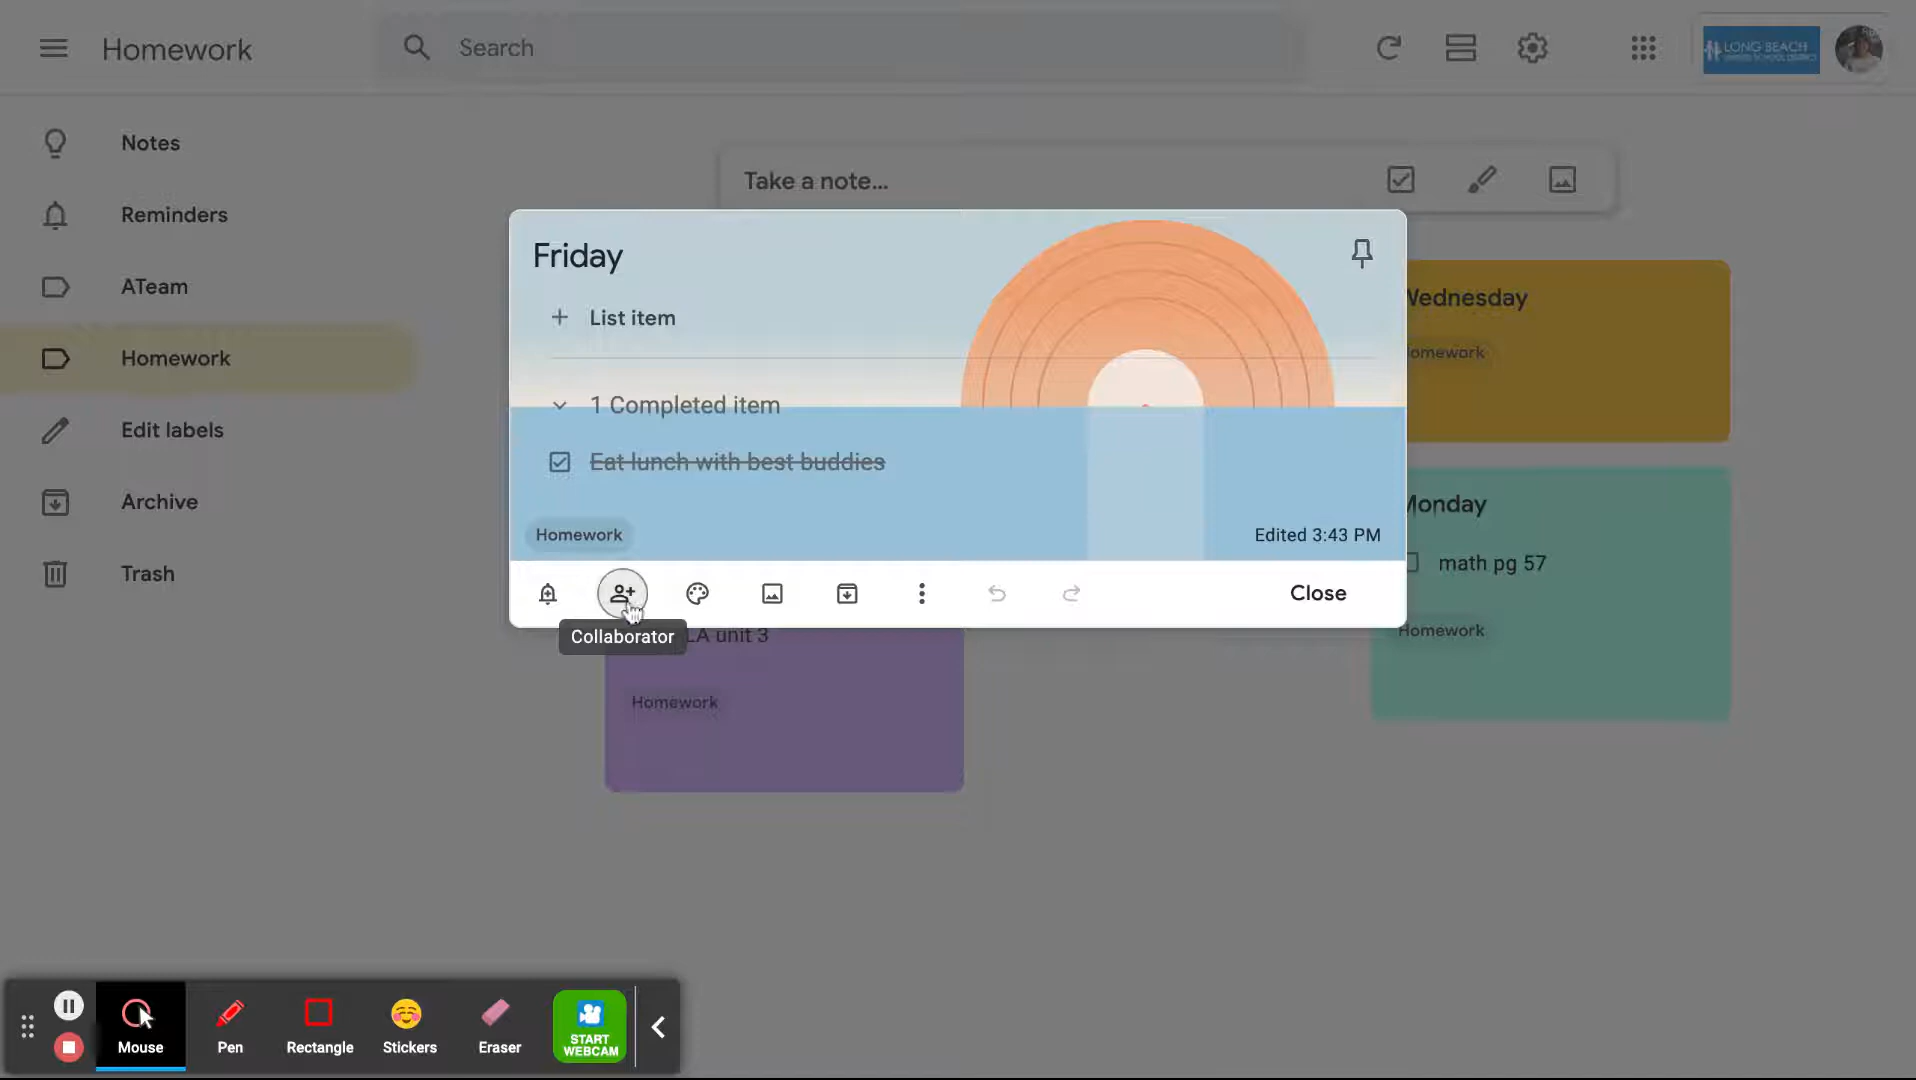 Homework
Search
LONG BEACH
Notes
Reminders
ATeam
Homework
Edit labels
Archive
Trash
Take a note...
Friday
+ List item
1 Completed item
Eat lunch with best buddies
Homework
Edited 3:43 PM
Close
Collaborator
LA unit 3
Homework
Wednesday
Homework
Monday
math pg 57
Homework
Mouse
Pen
Rectangle
Stickers
Eraser
START
WEBCAM